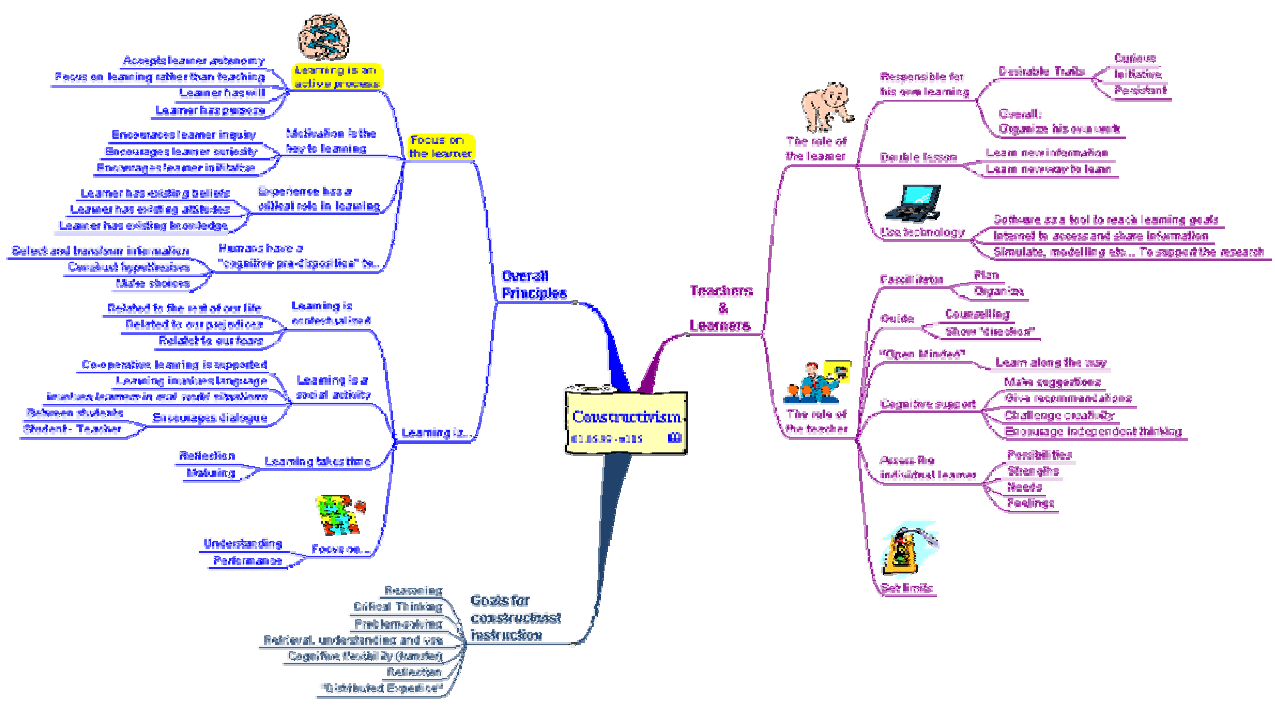 Constructivism
Overall
Principles
Focus on
the learner
Learning is an
active process
Accepts learner autonomy
Focus on learning rather than teaching
Learner has will
Learner has purpose
Motivation is the
key to learning
Encourages learner inquiry
Encourages learner curiosity
Encourages learner initiative
Experience has a
critical role in learning
Learner has existing beliefs
Learner has existing attitudes
Learner has existing knowledge
Humans have a
"cognitive pre-disposition" to...
Select and transform information
Construct hypothesises
Make choices
Learning is...
Learning is
contextualized
Related to the rest of our life
Related to our prejudices
Related to our fears
Learning is a
social activity
Co-operative learning is supported
Learning involves language
Involves learners in real world situations
Encourages dialogue
Between students
Student - Teacher
Learning takes time
Reflection
Maturing
Focus on...
Understanding
Performance
Goals for
constructivist
instruction
Reasoning
Critical Thinking
Problem-solving
Retrieval, understanding and use
Cognitive flexibility (transfer)
Reflection
"Distributed Expertice"
Teachers
&
Learners
The role of
the learner
Responsible for
his own learning
Desirable Traits
Curious
Initiative
Persistant
Overall:
Organize his own work
Double lesson
Learn new information
Learn new way to learn
Use technology
Software as a tool to reach learning goals
Internet to access and share information
Simulate, modelling etc... To support the research
The role of
the teacher
Fascilitator
Plan
Organize
Guide
Counselling
Show "direction"
"Open Minded"
Learn along the way
Cognitive support
Make suggestions
Give recommendations
Challenge creativity
Encourage independent thinking
Assess the
individual learner
Possibilities
Strengths
Needs
Feelings
Set limits